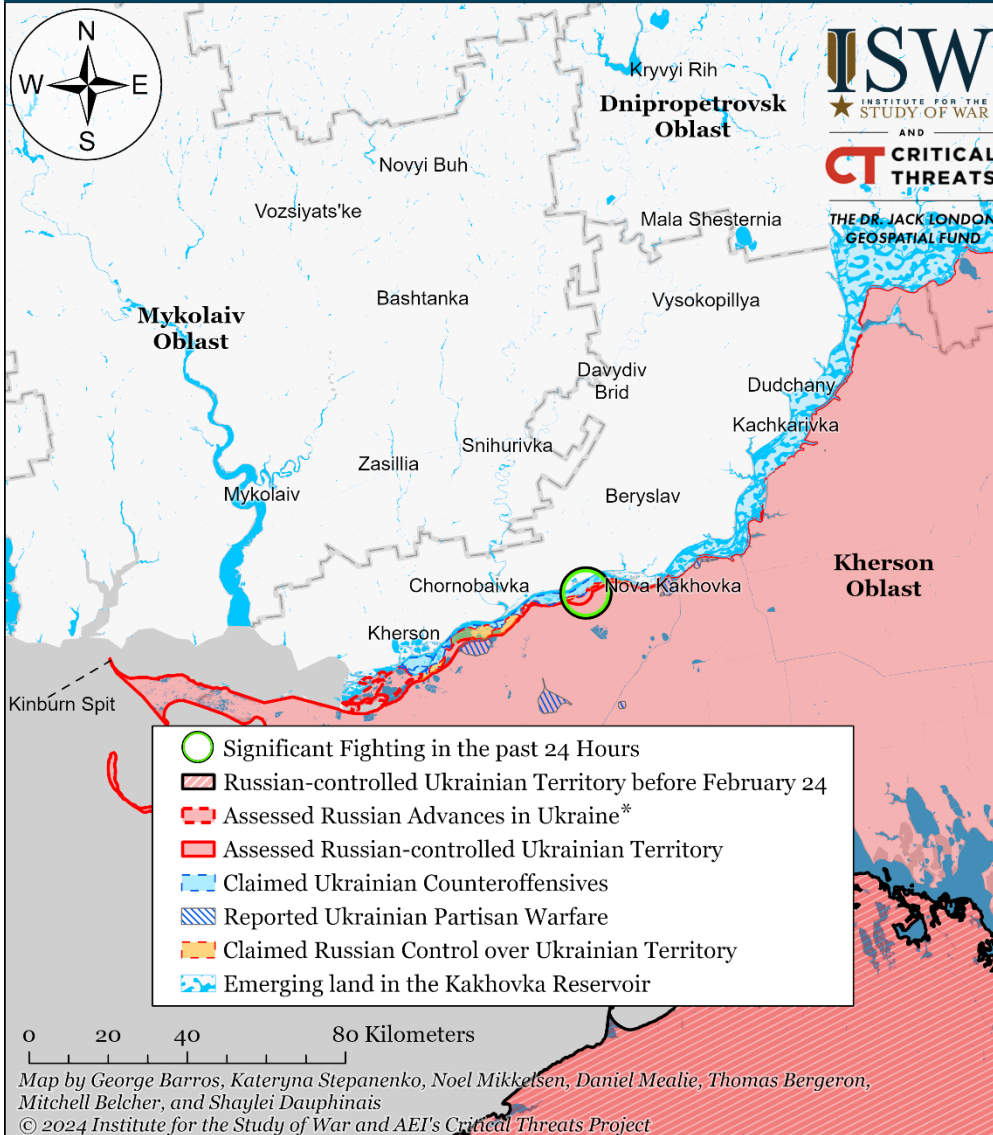 N
W E
S
ISW
INSTITUTE FOR THE
STUDY OF WAR
AND
CT CRITICAL
THREATS
THE DR. JACK LONDON
GEOSPATIAL FUND
Kryvyi Rih
Dnipropetrovsk
Oblast
Novyi Buh
Vozsiyats'ke
Mala Shesternia
Bashtanka
Vysokopillya
Mykolaiv
Oblast
Davydiv
Brid
Dudchany
Kachkarivka
Snihurivka
Zasillia
Mykolaiv
Beryslav
Kherson
Oblast
Chornobaivka
Nova Kakhovka
Kherson
Kinburn Spit
Significant Fighting in the past 24 Hours
Russian-controlled Ukrainian Territory before February 24
Assessed Russian Advances in Ukraine*
Assessed Russian-controlled Ukrainian Territory
Claimed Ukrainian Counteroffensives
Reported Ukrainian Partisan Warfare
Claimed Russian Control over Ukrainian Territory
Emerging land in the Kakhovka Reservoir
0 20 40 80 Kilometers
Map by George Barros, Kateryna Stepanenko, Noel Mikkelsen, Daniel Mealie, Thomas Bergeron,
Mitchell Belcher, and Shaylei Dauphinais
© 2024 Institute for the Study of War and AEI's Critical Threats Project